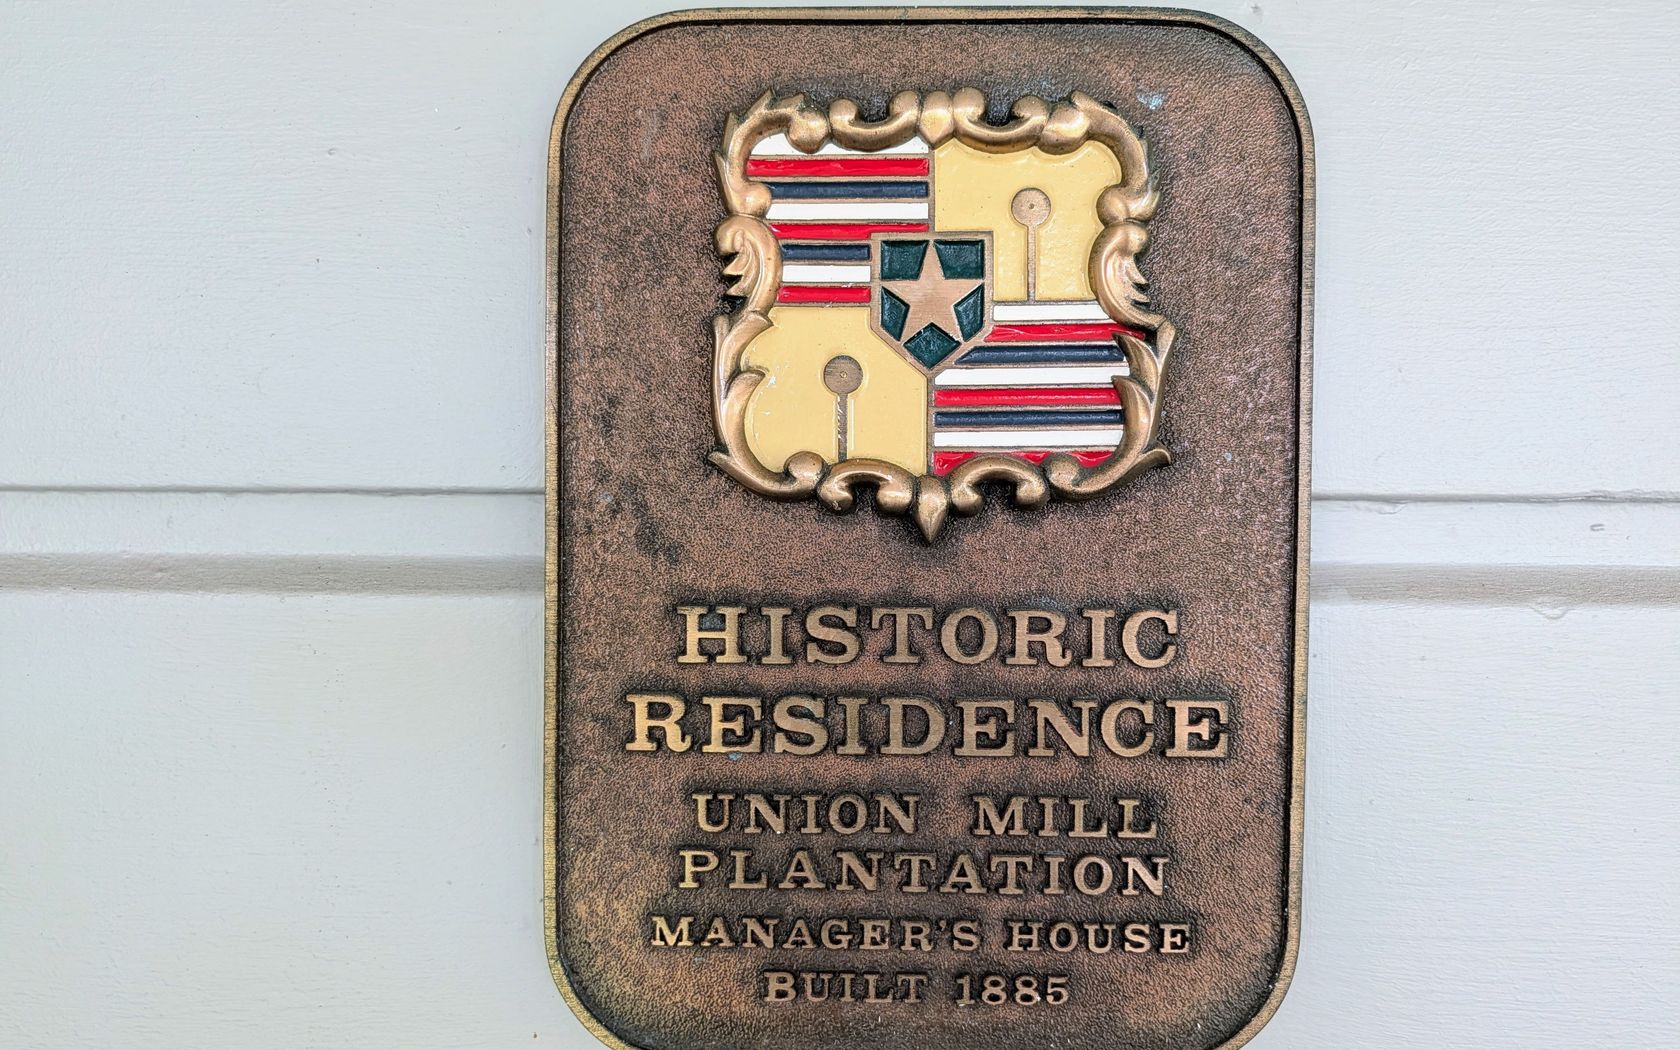 HISTORIC
RESIDENCE
UNION MILL
PLANTATION
MANAGER'S HOUSE
BUILT 1885